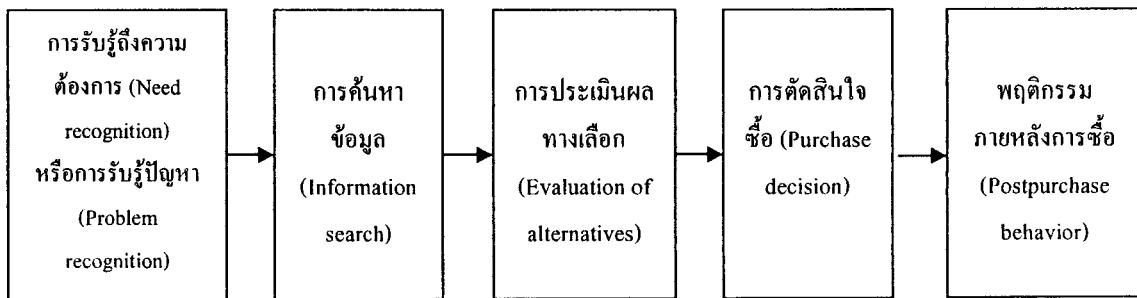 การรับรู้ถึงความ
ต้องการ (Need
recognition)
หรือการรับรู้ปัญหา
(Problem
recognition)
การค้นหา
ข้อมูล
(Information
search)
การประเมินผล
ทางเลือก
(Evaluation of
alternatives)
การตัดสินใจ
ซื้อ (Purchase
decision)
พฤติกรรม
ภายหลังการซื้อ
(Postpurchase
behavior)